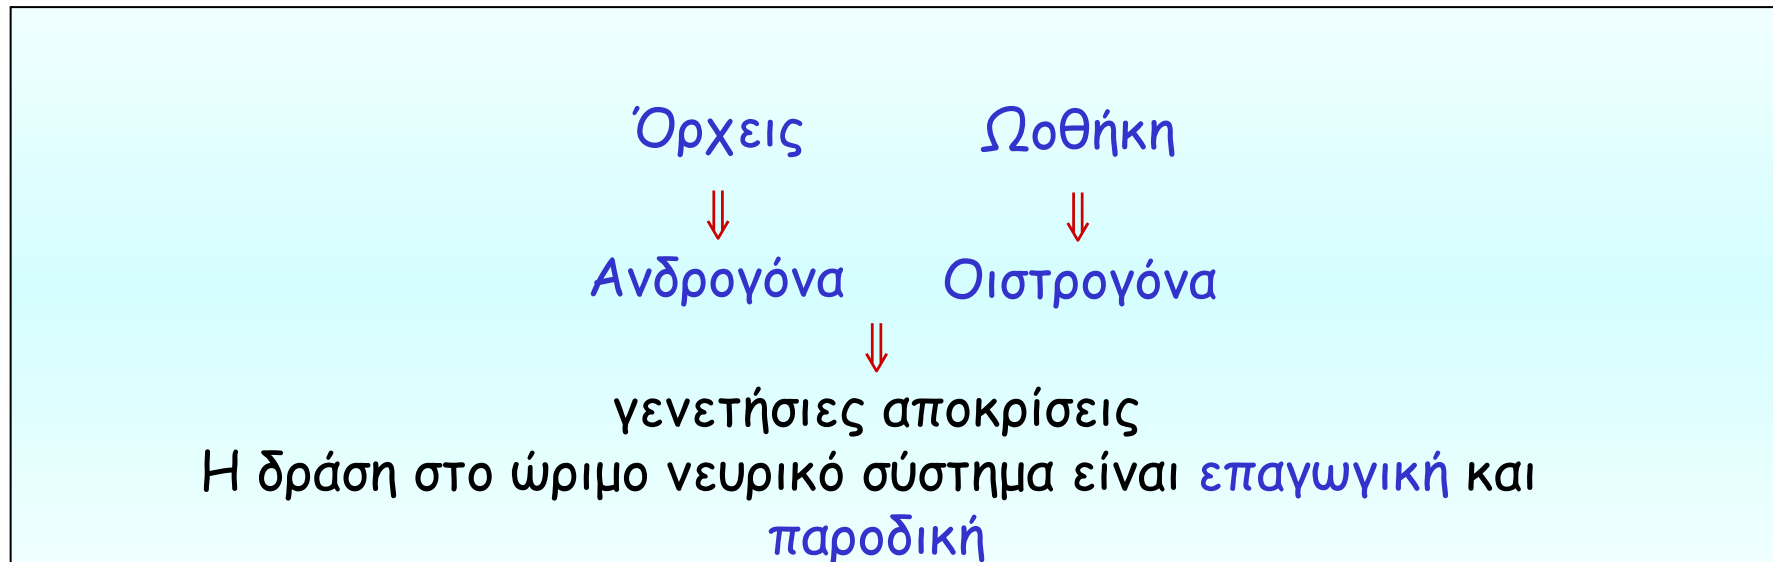 Όρχεις Ωοθήκη
⇓ ⇓
Ανδρογόνα Οιστρογόνα
⇓
γενετήσιες αποκρίσεις
Η δράση στο ώριμο νευρικό σύστημα είναι επαγωγική και
παροδική